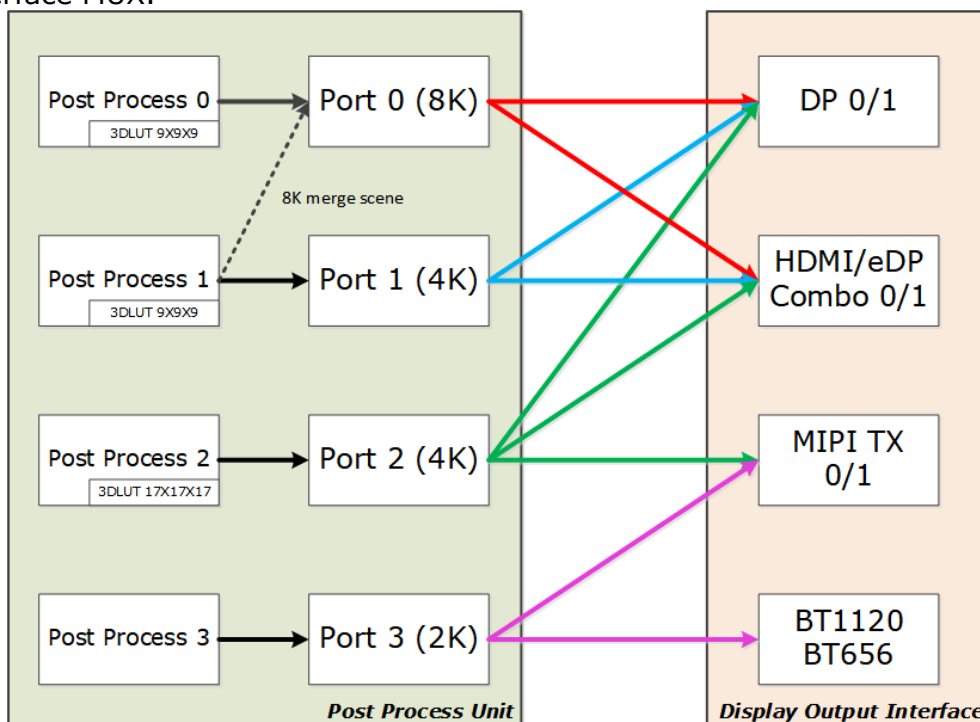 Post Process 0
3DLUT 9X9X9
Port 0 (8K)
DP 0/1
8K merge scene
Post Process 1
3DLUT 9X9X9
Port 1 (4K)
HDMI/eDP
Combo 0/1
Post Process 2
3DLUT 17X17X17
Port 2 (4K)
MIPI TX
0/1
Post Process 3
Port 3 (2K)
BT1120
BT656
Post Process Unit
Display Output Interface